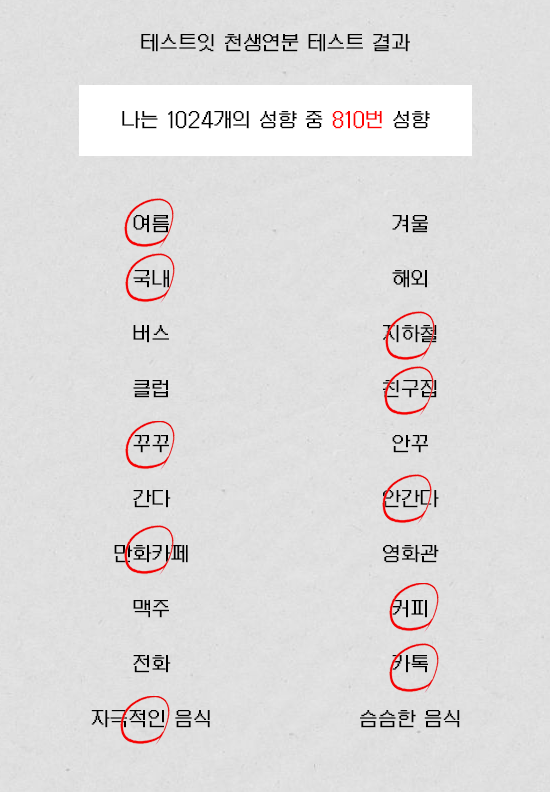 테스트잇 천생연분 테스트 결과
나는 1024개의 성향 중 810번 성향
여름 겨울
국내 해외
버스 지하철
클럽 친구집
꾸꾸 안꾸
간다 안간다
만화카페 영화관
맥주 커피
전화 카톡
자극적인 음식 슴슴한 음식